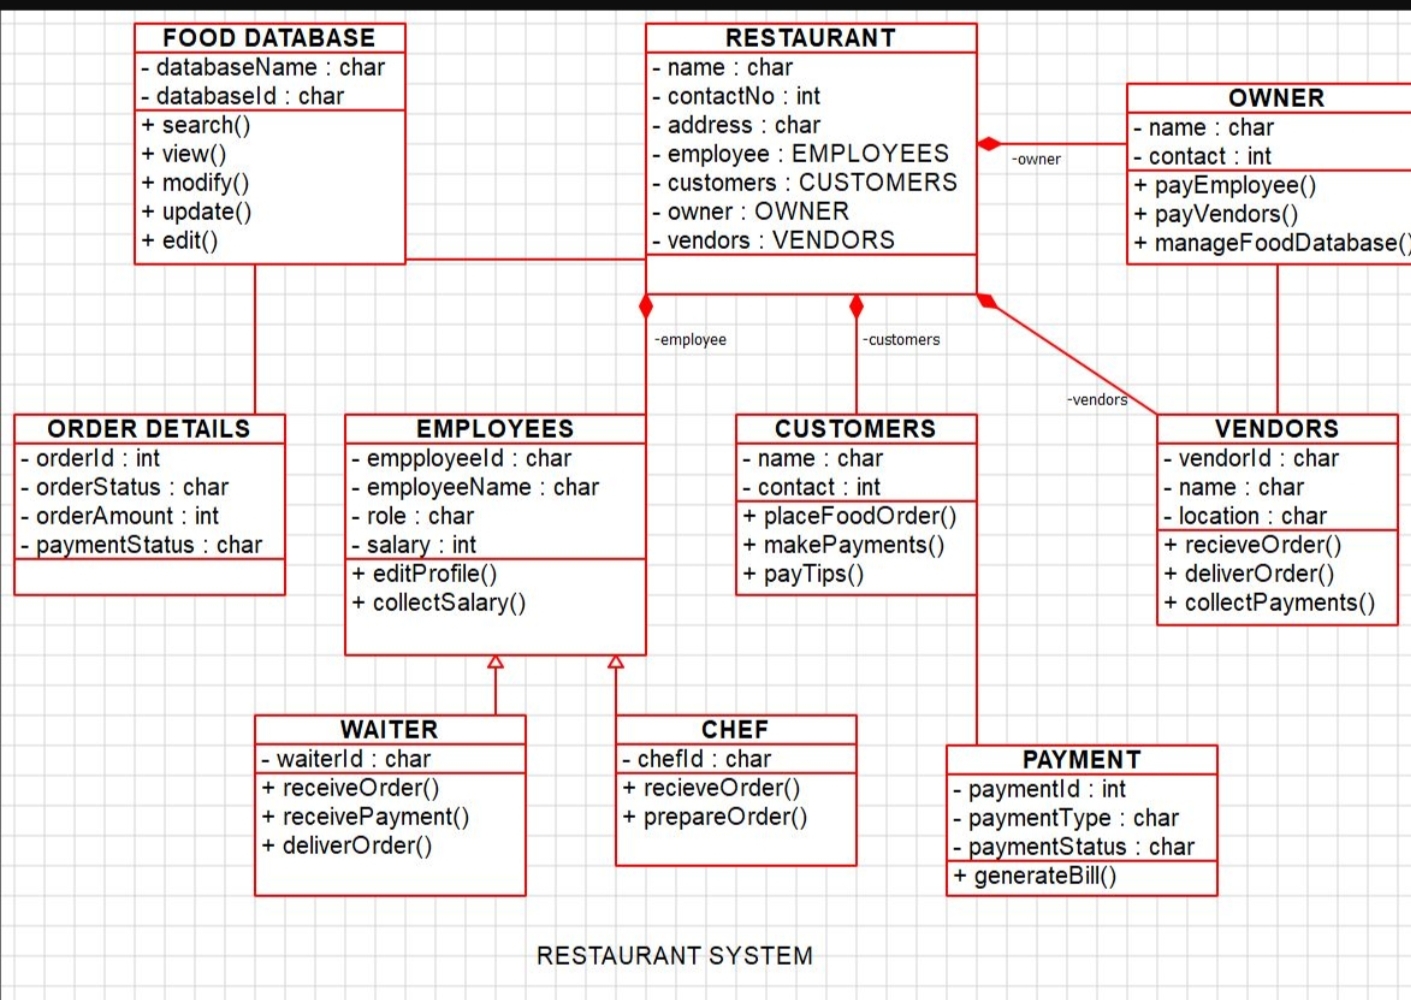 FOOD DATABASE
- databaseName : char
- databaseId : char
+ search()
+ view()
+ modify()
+ update()
+ edit()
RESTAURANT
- name : char
- contactNo : int
- address : char
- employee : EMPLOYEES
- customers : CUSTOMERS
- owner : OWNER
- vendors : VENDORS
OWNER
- name : char
- contact : int
+ payEmployee()
+ payVendors()
+ manageFoodDatabase()
-owner
-employee
-customers
-vendors
ORDER DETAILS
- orderId : int
- orderStatus : char
- orderAmount : int
- paymentStatus : char
EMPLOYEES
- empployeeId : char
- employeeName : char
- role : char
- salary : int
+ editProfile()
+ collectSalary()
CUSTOMERS
- name : char
- contact : int
+ placeFoodOrder()
+ makePayments()
+ payTips()
VENDORS
- vendorId : char
- name : char
- location : char
+ recieveOrder()
+ deliverOrder()
+ collectPayments()
WAITER
- waiterId : char
+ receiveOrder()
+ receivePayment()
+ deliverOrder()
CHEF
- chefId : char
+ recieveOrder()
+ prepareOrder()
PAYMENT
- paymentId : int
- paymentType : char
- paymentStatus : char
+ generateBill()
RESTAURANT SYSTEM